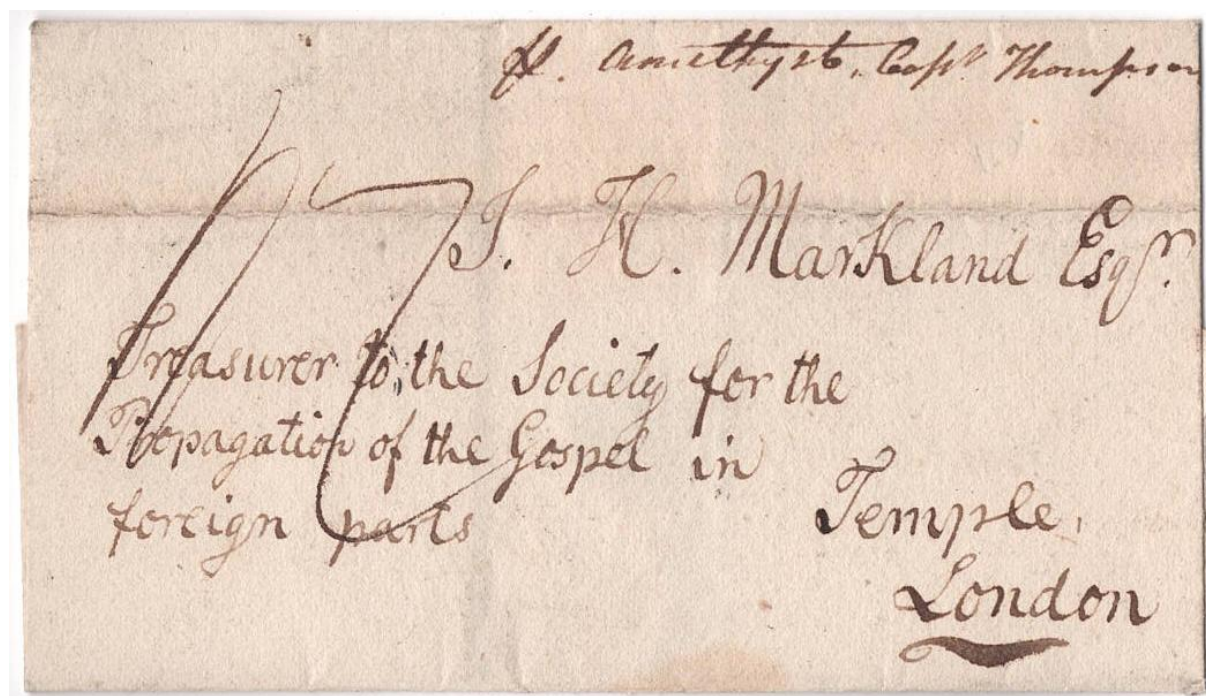 p. Amethyst, Capt Thompson
J. H. Markland Esqr.
Treasurer to the Society for the
Propagation of the Gospel in
foreign parts
Temple,
London